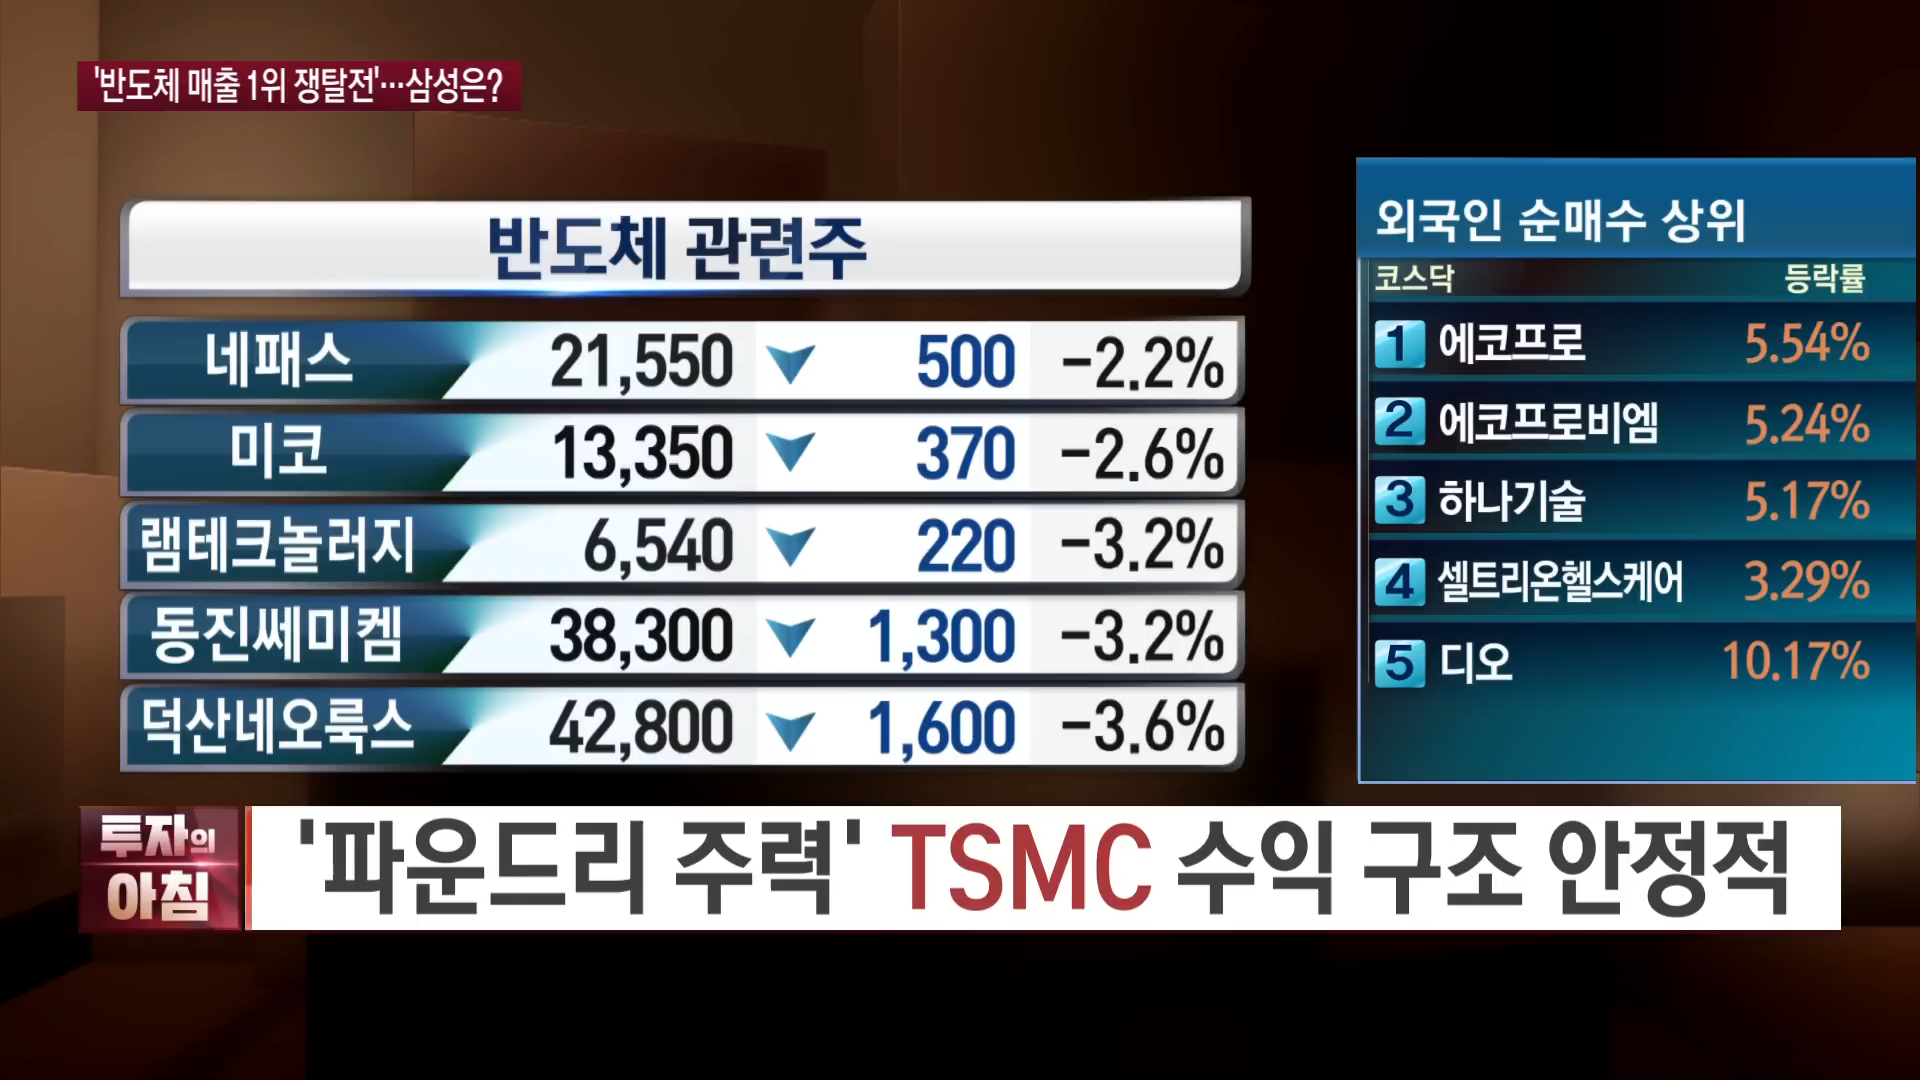 '반도체 매출 1위 쟁탈전'…삼성은?
반도체 관련주
네패스 21,550 ▼ 500 -2.2%
미코 13,350 ▼ 370 -2.6%
램테크놀러지 6,540 ▼ 220 -3.2%
동진쎄미켐 38,300 ▼ 1,300 -3.2%
덕산네오룩스 42,800 ▼ 1,600 -3.6%
외국인 순매수 상위
코스닥 등락률
1 에코프로 5.54%
2 에코프로비엠 5.24%
3 하나기술 5.17%
4 셀트리온헬스케어 3.29%
5 디오 10.17%
투자의
아침
'파운드리 주력' TSMC 수익 구조 안정적